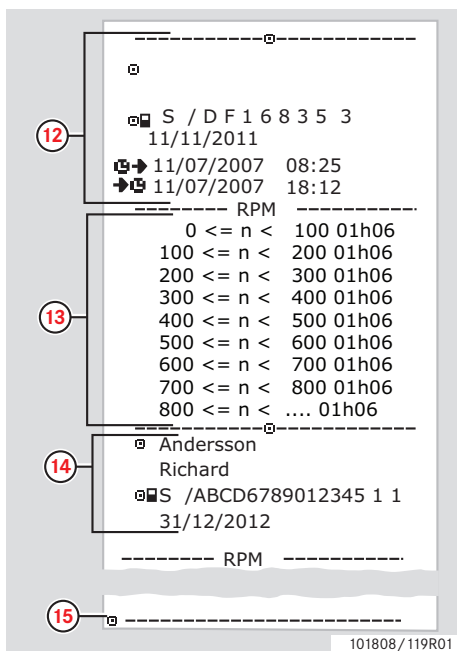 12
S / D F 1 6 8 3 5 3
11/11/2011
11/07/2007 08:25
11/07/2007 18:12
-------- RPM --------
13
0 <= n < 100 01h06
100 <= n < 200 01h06
200 <= n < 300 01h06
300 <= n < 400 01h06
400 <= n < 500 01h06
500 <= n < 600 01h06
600 <= n < 700 01h06
700 <= n < 800 01h06
800 <= n < .... 01h06
14
Andersson
Richard
S /ABCD6789012345 1 1
31/12/2012
-------- RPM --------
15
101808/119R01